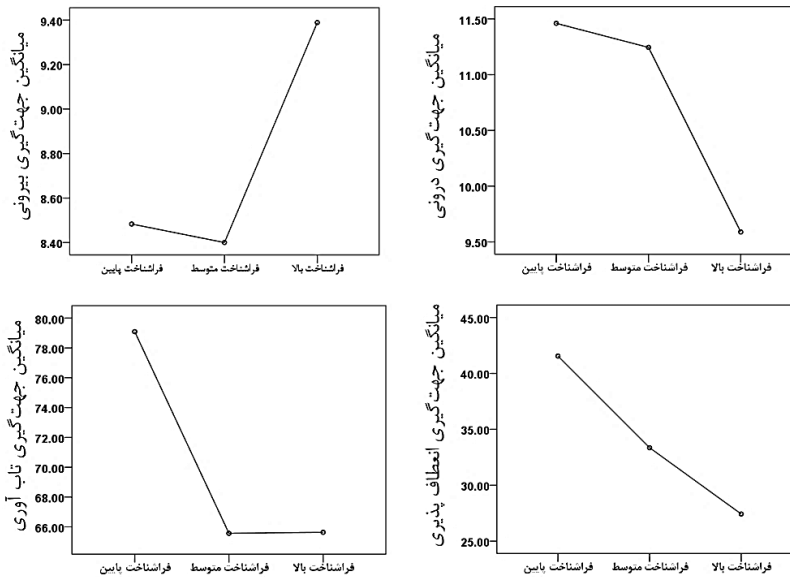 میانگین جهت‌گیری بیرونی
9.40
9.20
9.00
8.80
8.60
8.40
فراشناخت پایین
فراشناخت متوسط
فراشناخت بالا
میانگین جهت‌گیری درونی
11.50
11.00
10.50
10.00
9.50
فراشناخت پایین
فراشناخت متوسط
فراشناخت بالا
میانگین جهت‌گیری تاب آوری
80.00
78.00
76.00
74.00
72.00
70.00
68.00
66.00
فراشناخت پایین
فراشناخت متوسط
فراشناخت بالا
میانگین جهت‌گیری انعطاف پذیری
45.00
40.00
35.00
30.00
25.00
فراشناخت پایین
فراشناخت متوسط
فراشناخت بالا